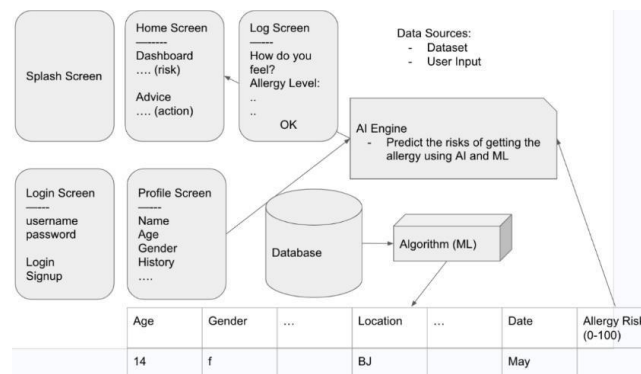 Splash Screen
Home Screen
--------
Dashboard
.... (risk)
Advice
.... (action)
Log Screen
-----
How do you
feel?
Allergy Level:
..
..
OK
Data Sources:
- Dataset
- User Input
AI Engine
- Predict the risks of getting the
allergy using AI and ML
Login Screen
-----
username
password
Login
Signup
Profile Screen
-----
Name
Age
Gender
History
....
Database
Algorithm (ML)
Age Gender ... Location ... Date Allergy Risk
(0-100)
14 f BJ May